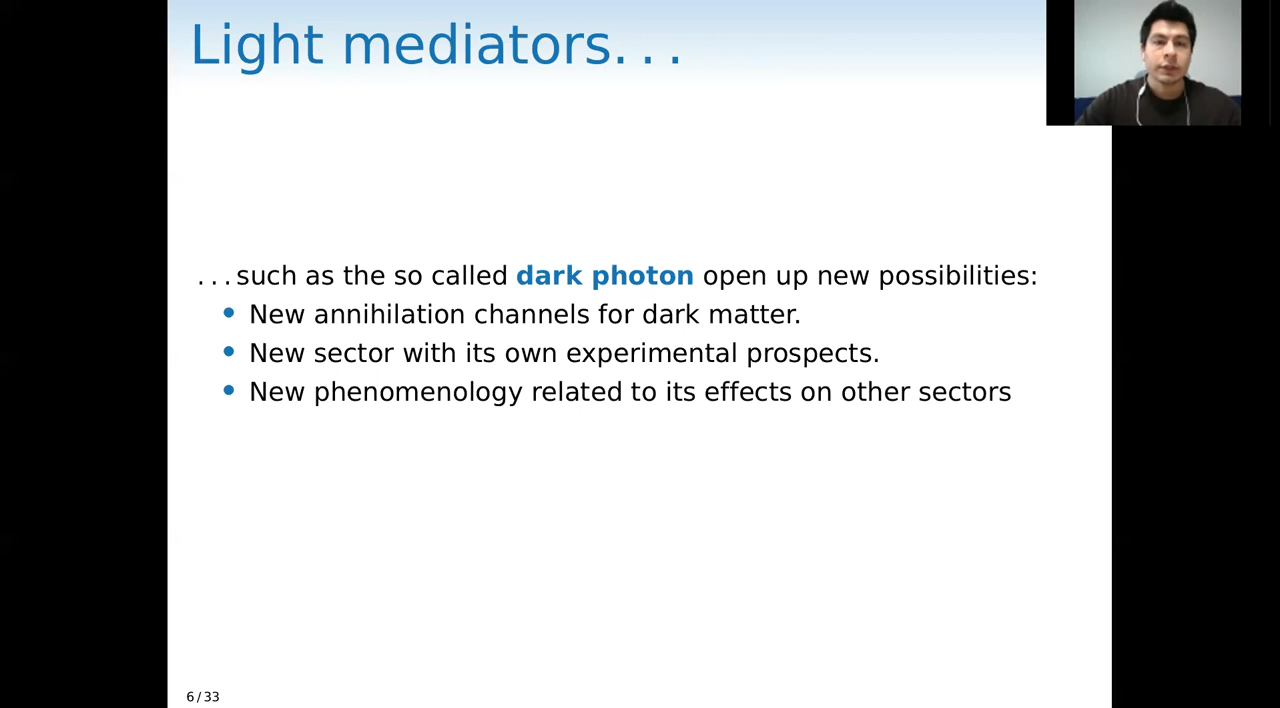 Light mediators. . .
. . . such as the so called dark photon open up new possibilities:
• New annihilation channels for dark matter.
• New sector with its own experimental prospects.
• New phenomenology related to its effects on other sectors
6 / 33